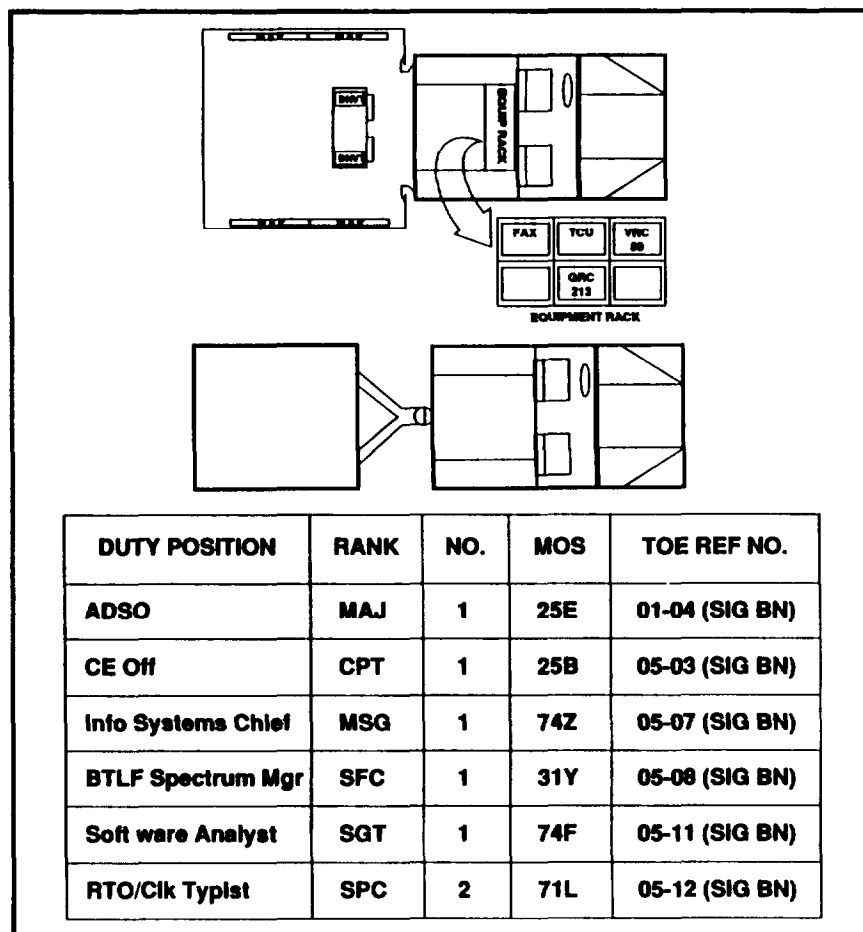 DNVT
DNVT
EQUIP RACK
FAX TCU VRC
89
GRC
213
EQUIPMENT RACK
DUTY POSITION RANK NO. MOS TOE REF NO.
ADSO MAJ 1 25E 01-04 (SIG BN)
CE Off CPT 1 25B 05-03 (SIG BN)
Info Systems Chief MSG 1 74Z 05-07 (SIG BN)
BTLF Spectrum Mgr SFC 1 31Y 05-08 (SIG BN)
Soft ware Analyst SGT 1 74F 05-11 (SIG BN)
RTO/Clk Typist SPC 2 71L 05-12 (SIG BN)